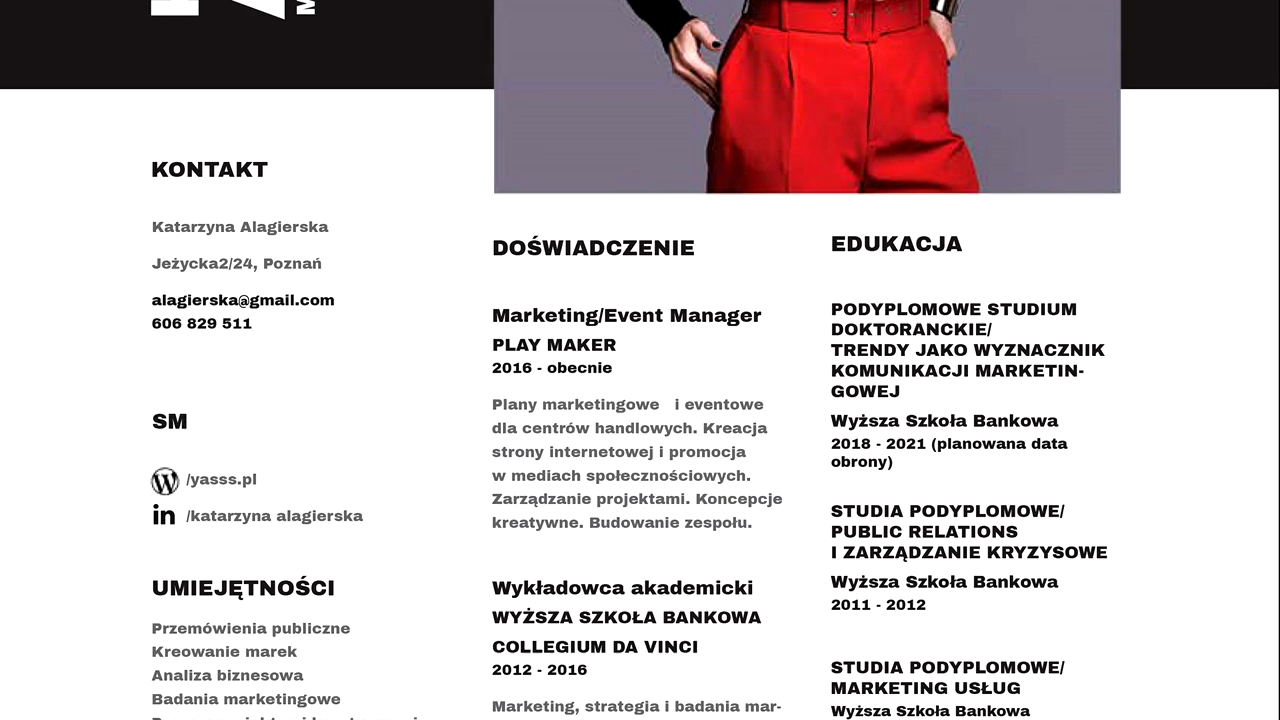 KONTAKT
Katarzyna Alagierska
Jeżycka2/24, Poznań
alagierska@gmail.com
606 829 511
SM
/yasss.pl
/katarzyna alagierska
UMIEJĘTNOŚCI
Przemówienia publiczne
Kreowanie marek
Analiza biznesowa
Badania marketingowe
DOŚWIADCZENIE
Marketing/Event Manager
PLAY MAKER
2016 - obecnie
Plany marketingowe i eventowe
dla centrów handlowych. Kreacja
strony internetowej i promocja
w mediach społecznościowych.
Zarządzanie projektami. Koncepcje
kreatywne. Budowanie zespołu.
Wykładowca akademicki
WYŻSZA SZKOŁA BANKOWA
COLLEGIUM DA VINCI
2012 - 2016
Marketing, strategia i badania mar-
EDUKACJA
PODYPLOMOWE STUDIUM
DOKTORANCKIE/
TRENDY JAKO WYZNACZNIK
KOMUNIKACJI MARKETIN-
GOWEJ
Wyższa Szkoła Bankowa
2018 - 2021 (planowana data
obrony)
STUDIA PODYPLOMOWE/
PUBLIC RELATIONS
I ZARZĄDZANIE KRYZYSOWE
Wyższa Szkoła Bankowa
2011 - 2012
STUDIA PODYPLOMOWE/
MARKETING USŁUG
Wyższa Szkoła Bankowa